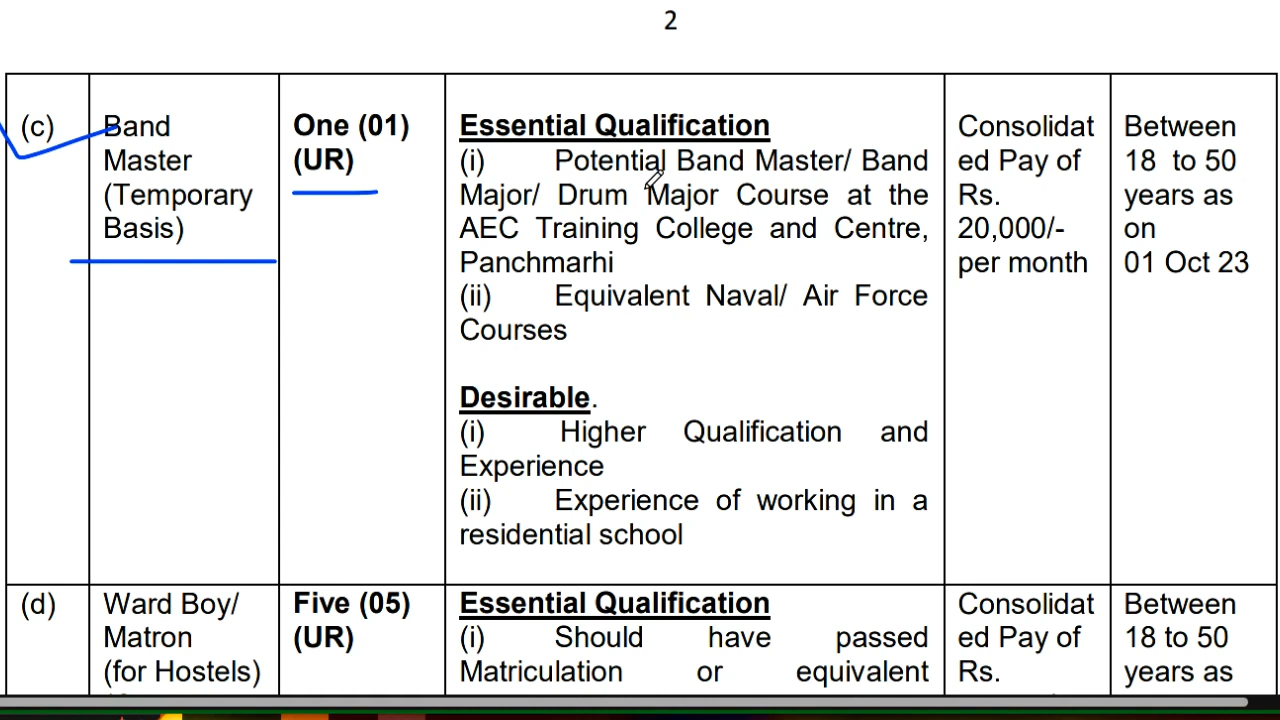 2
(c)
Band
Master
(Temporary
Basis)
One (01)
(UR)
Essential Qualification
(i) Potential Band Master/ Band
Major/ Drum Major Course at the
AEC Training College and Centre,
Panchmarhi
(ii) Equivalent Naval/ Air Force
Courses
Desirable.
(i) Higher Qualification and
Experience
(ii) Experience of working in a
residential school
Consolidat
ed Pay of
Rs.
20,000/-
per month
Between
18 to 50
years as
on
01 Oct 23
(d)
Ward Boy/
Matron
(for Hostels)
Five (05)
(UR)
Essential Qualification
(i) Should have passed
Matriculation or equivalent
Consolidat
ed Pay of
Rs.
Between
18 to 50
years as